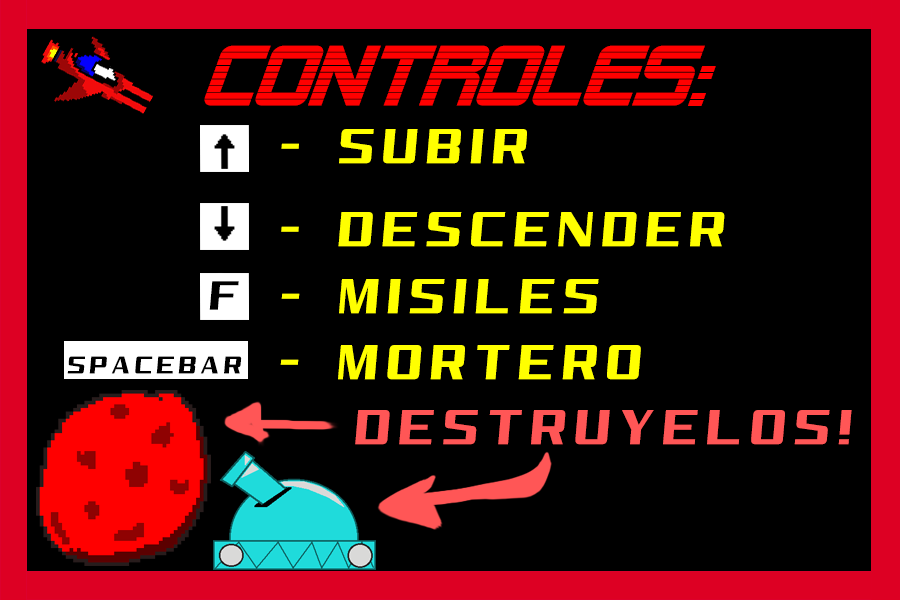 CONTROLES:
↑ - SUBIR
↓ - DESCENDER
F - MISILES
SPACEBAR - MORTERO
DESTRUYELOS!